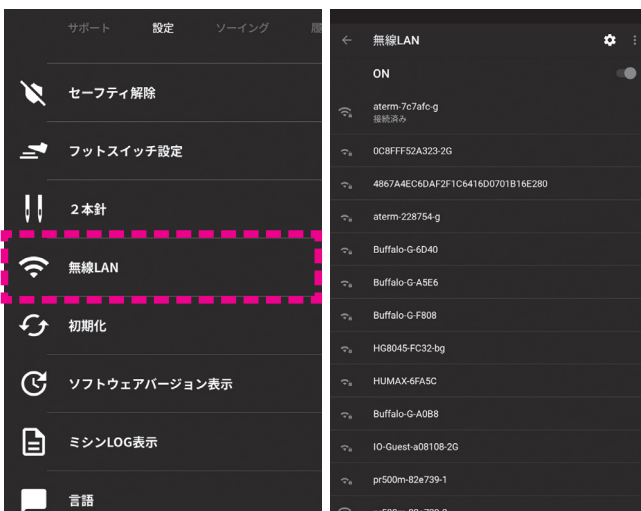 サポート
設定
ソーイング
セーフティ解除
フットスイッチ設定
2本針
無線LAN
初期化
ソフトウェアバージョン表示
ミシンLOG表示
言語
無線LAN
ON
aterm-7c7afc-g
接続済み
0C8FFF52A323-2G
4867A4EC6DAF2F1C6416D0701B16E280
aterm-228754-g
Buffalo-G-6D40
Buffalo-G-A5E6
Buffalo-G-F808
HG8045-FC32-bg
HUMAX-6FA5C
Buffalo-G-A0B8
IO-Guest-a08108-2G
pr500m-82e739-1